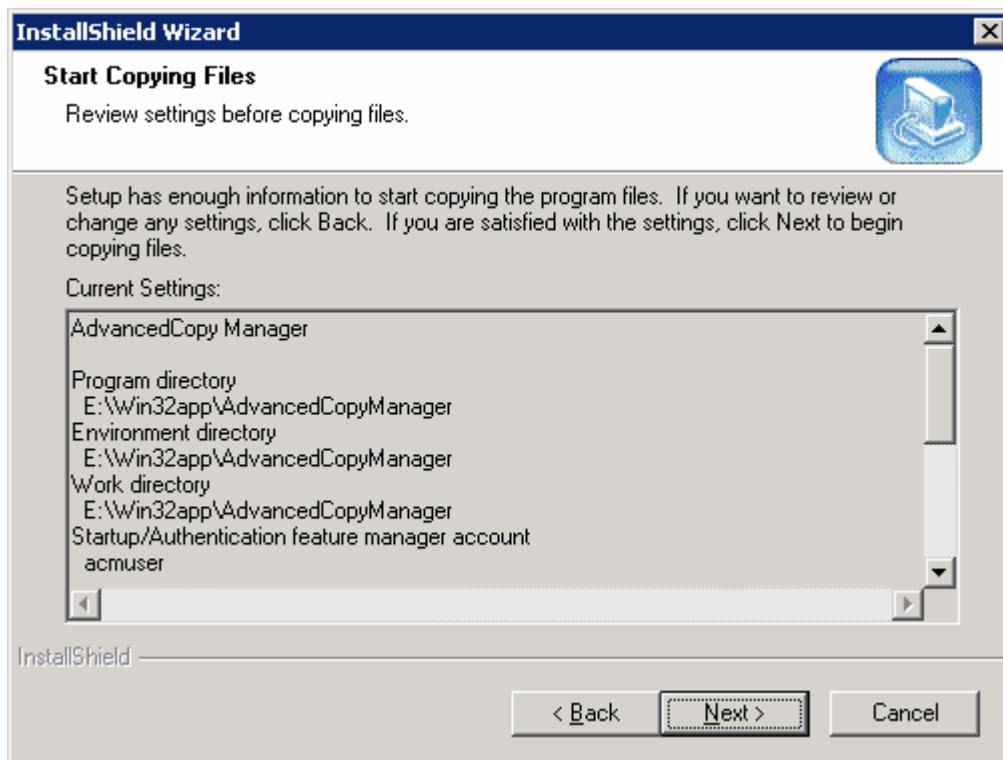 InstallShield Wizard
Start Copying Files
Review settings before copying files.
Setup has enough information to start copying the program files.  If you want to review or
change any settings, click Back.  If you are satisfied with the settings, click Next to begin
copying files.
Current Settings:
AdvancedCopy Manager
Program directory
E:\Win32app\AdvancedCopyManager
Environment directory
E:\Win32app\AdvancedCopyManager
Work directory
E:\Win32app\AdvancedCopyManager
Startup/Authentication feature manager account
acmuser
InstallShield
< Back
Next >
Cancel